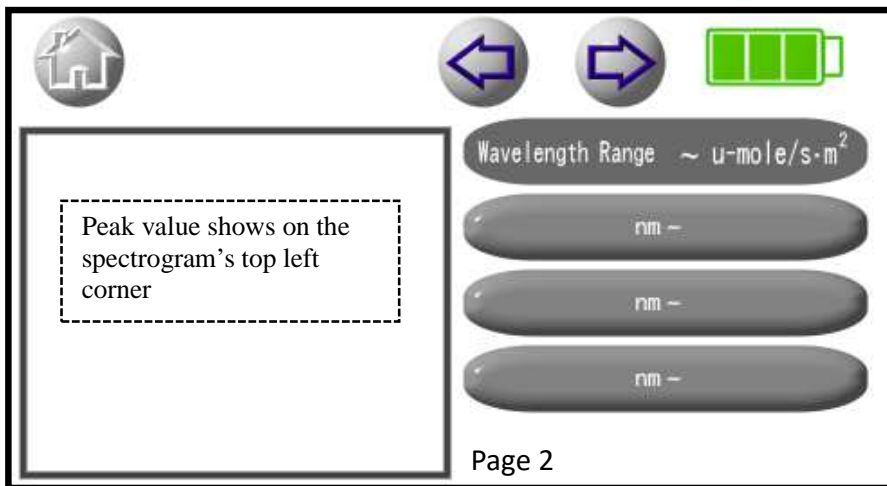 Wavelength Range ~ u-mole/s·m²
Peak value shows on the
spectrogram's top left
corner
nm ~
nm ~
nm ~
Page 2